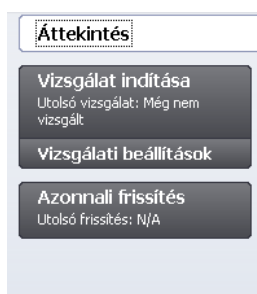 Áttekintés
Vizsgálat indítása
Utolsó vizsgálat: Még nem
vizsgált
Vizsgálati beállítások
Azonnali frissítés
Utolsó frissítés: N/A